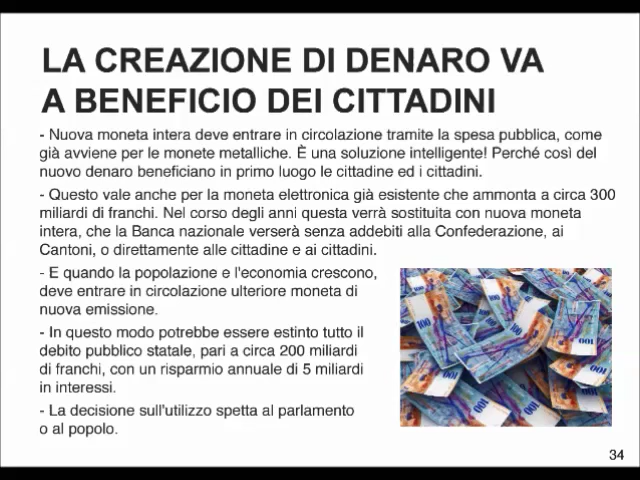 LA CREAZIONE DI DENARO VA
A BENEFICIO DEI CITTADINI
- Nuova moneta intera deve entrare in circolazione tramite la spesa pubblica, come
già avviene per le monete metalliche. È una soluzione intelligente! Perché così del
nuovo denaro beneficiano in primo luogo le cittadine ed i cittadini.
- Questo vale anche per la moneta elettronica già esistente che ammonta a circa 300
miliardi di franchi. Nel corso degli anni questa verrà sostituita con nuova moneta
intera, che la Banca nazionale verserà senza addebiti alla Confederazione, ai
Cantoni, o direttamente alle cittadine e ai cittadini.
- E quando la popolazione e l'economia crescono,
deve entrare in circolazione ulteriore moneta di
nuova emissione.
- In questo modo potrebbe essere estinto tutto il
debito pubblico statale, pari a circa 200 miliardi
di franchi, con un risparmio annuale di 5 miliardi
in interessi.
- La decisione sull'utilizzo spetta al parlamento
o al popolo.
100
100
100
100
100
34